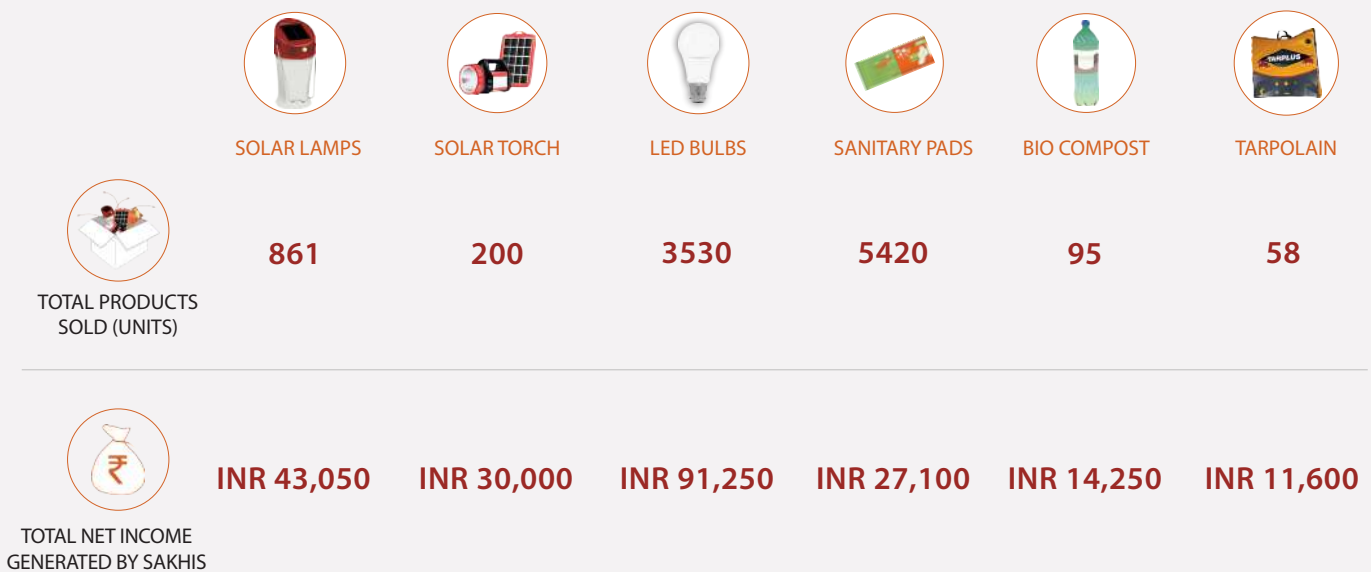 TARPLUS
SOLAR LAMPS
SOLAR TORCH
LED BULBS
SANITARY PADS
BIO COMPOST
TARPOLAIN
861
200
3530
5420
95
58
TOTAL PRODUCTS
SOLD (UNITS)
₹
INR 43,050
INR 30,000
INR 91,250
INR 27,100
INR 14,250
INR 11,600
TOTAL NET INCOME
GENERATED BY SAKHIS